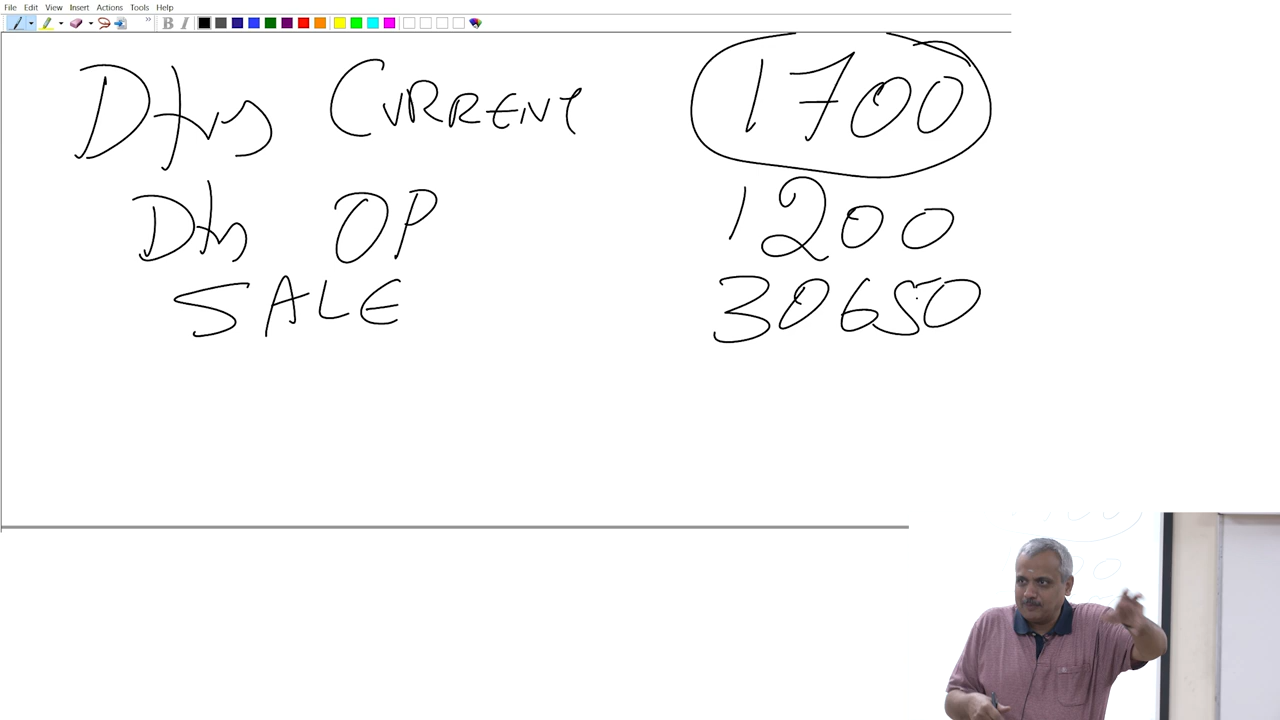 File Edit View Insert Actions Tools Help
B I
Dtrs CURRENT 1700
Dtrs OP 1200
SALE 30650